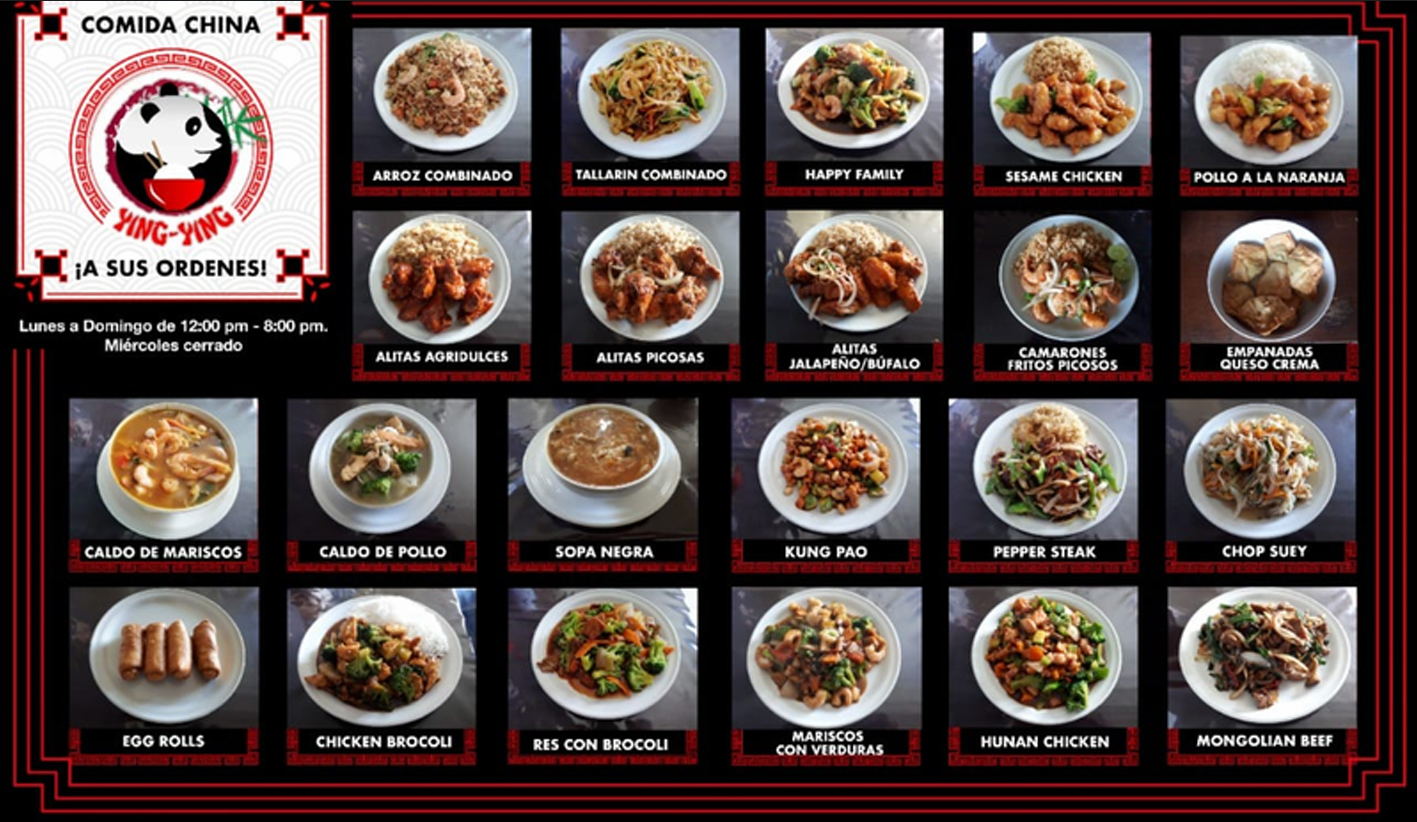 COMIDA CHINA
YING-YING
¡A SUS ORDENES!
Lunes a Domingo de 12:00 pm - 8:00 pm.
Miércoles cerrado
ARROZ COMBINADO
TALLARIN COMBINADO
HAPPY FAMILY
SESAME CHICKEN
POLLO A LA NARANJA
ALITAS AGRIDULCES
ALITAS PICOSAS
ALITAS
JALAPEÑO/BÚFALO
CAMARONES
FRITOS PICOSOS
EMPANADAS
QUESO CREMA
CALDO DE MARISCOS
CALDO DE POLLO
SOPA NEGRA
KUNG PAO
PEPPER STEAK
CHOP SUEY
EGG ROLLS
CHICKEN BROCOLI
RES CON BROCOLI
MARISCOS
CON VERDURAS
HUNAN CHICKEN
MONGOLIAN BEEF